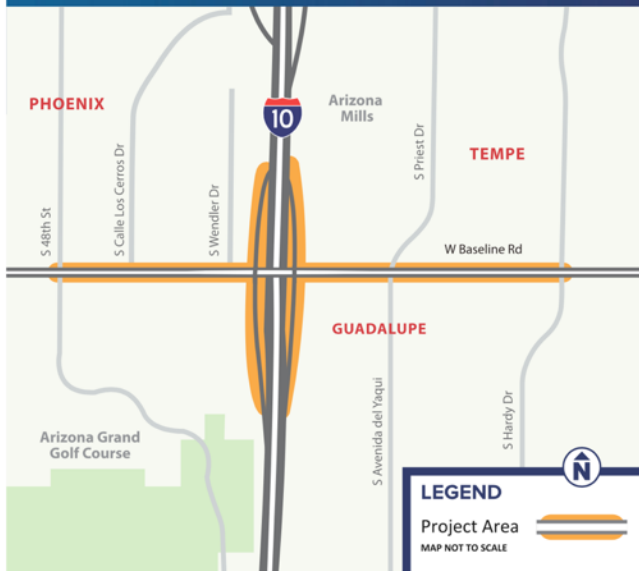 PHOENIX
S 48th St
S Calle Los Cerros Dr
S Wendler Dr
10
Arizona
Mills
S Priest Dr
TEMPE
W Baseline Rd
GUADALUPE
Arizona Grand
Golf Course
S Avenida del Yaqui
S Hardy Dr
N
LEGEND
Project Area
MAP NOT TO SCALE